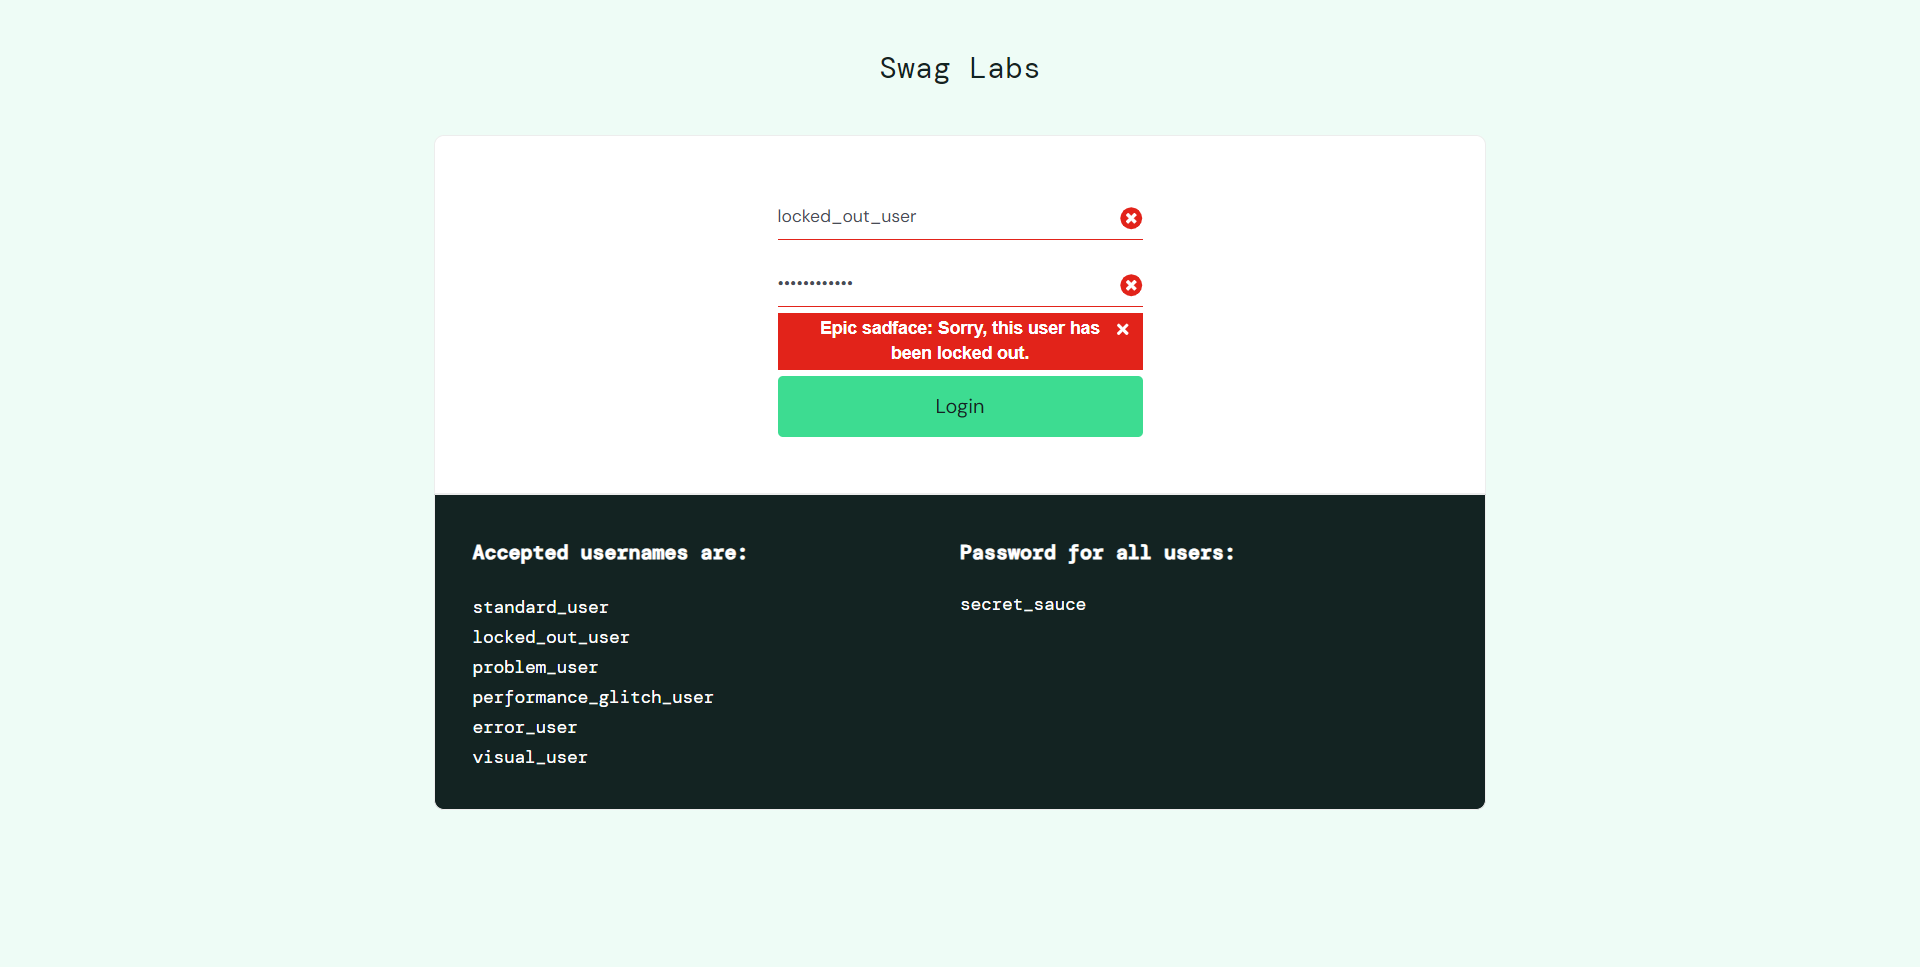 Swag Labs
locked_out_user
••••••••••••
Epic sadface: Sorry, this user has
been locked out.
Login
Accepted usernames are:
standard_user
locked_out_user
problem_user
performance_glitch_user
error_user
visual_user
Password for all users:
secret_sauce